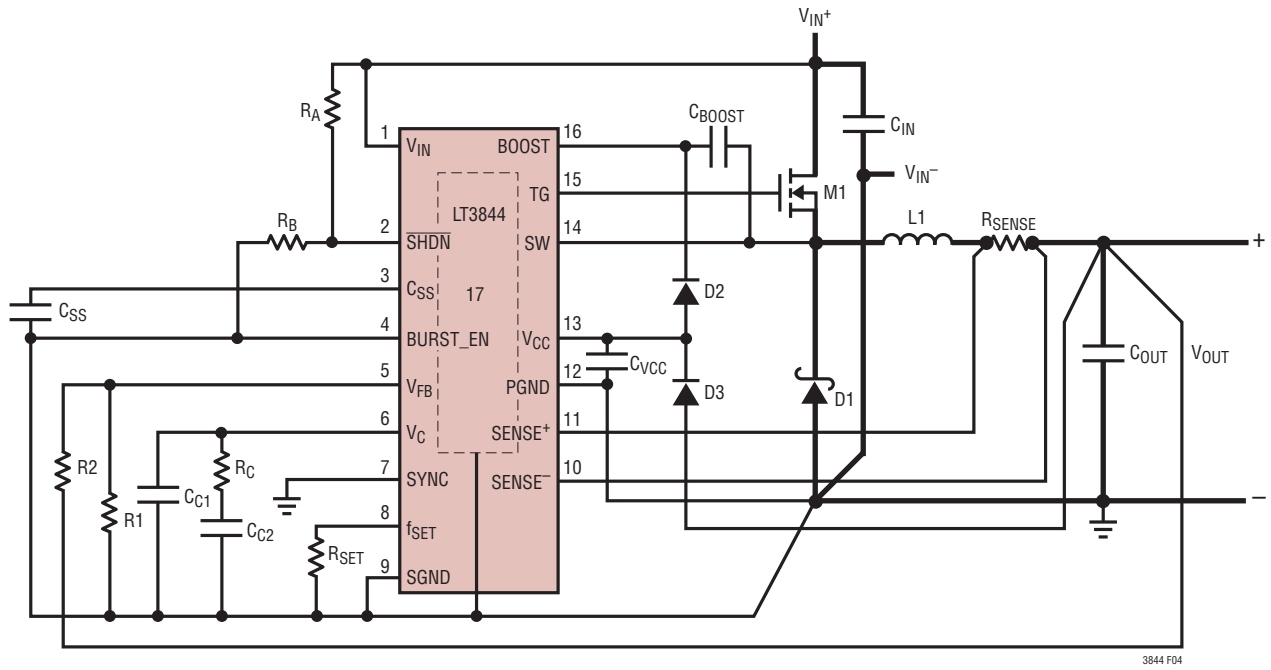 VIN+
RA
CBOOST
CIN
1
VIN
BOOST
16
VIN–
TG
15
M1
LT3844
RB
2
SHDN
SW
14
L1
RSENSE
+
3
CSS
17
D2
CSS
4
BURST_EN
VCC
13
CVCC
COUT
VOUT
5
VFB
PGND
12
D3
D1
6
VC
SENSE+
11
R2
RC
7
SYNC
SENSE–
10
CC1
R1
CC2
8
fSET
–
RSET
9
SGND
3844 F04